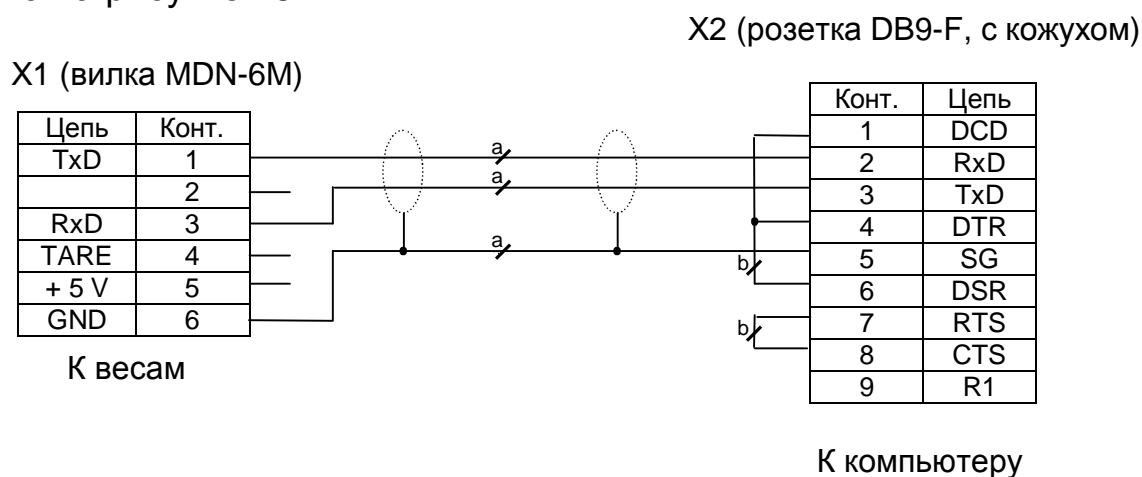 X2 (розетка DB9-F, с кожухом)
X1 (вилка MDN-6M)
Цепь Конт.
TxD 1
2
RxD 3
TARE 4
+ 5 V 5
GND 6
К весам
a
a
a
b
b
Конт. Цепь
1 DCD
2 RxD
3 TxD
4 DTR
5 SG
6 DSR
7 RTS
8 CTS
9 R1
К компьютеру